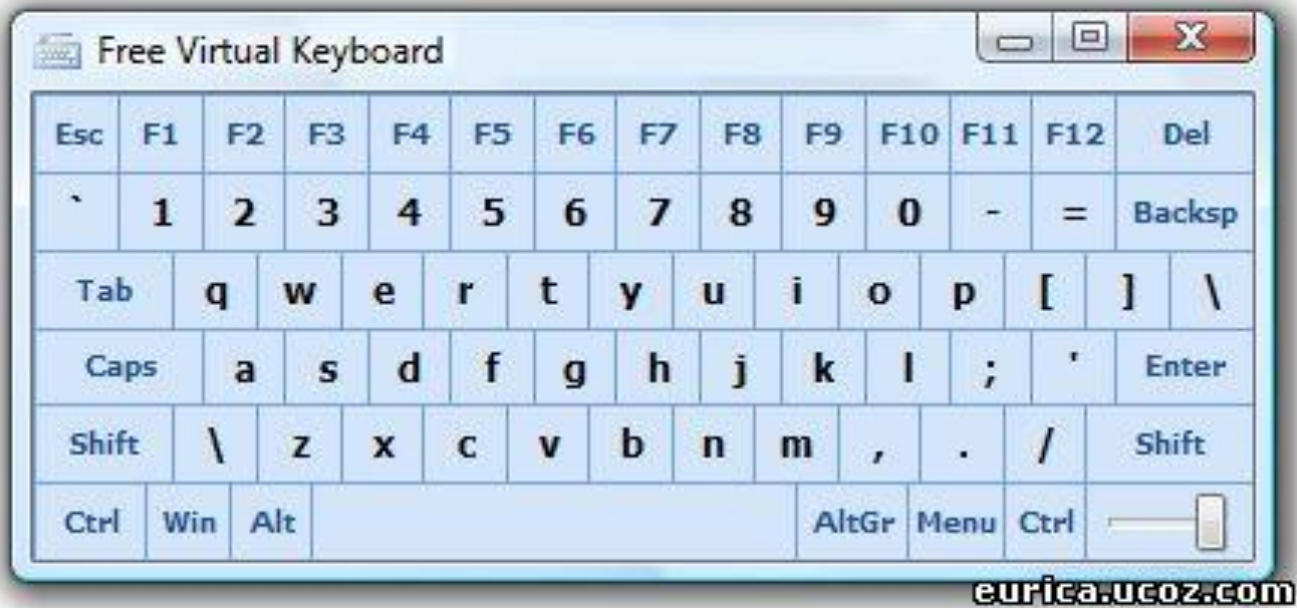 Free Virtual Keyboard
Esc F1 F2 F3 F4 F5 F6 F7 F8 F9 F10 F11 F12 Del
` 1 2 3 4 5 6 7 8 9 0 - = Backsp
Tab q w e r t y u i o p [ ] \
Caps a s d f g h j k l ; ' Enter
Shift \ z x c v b n m , . / Shift
Ctrl Win Alt AltGr Menu Ctrl
eurica.ucoz.com